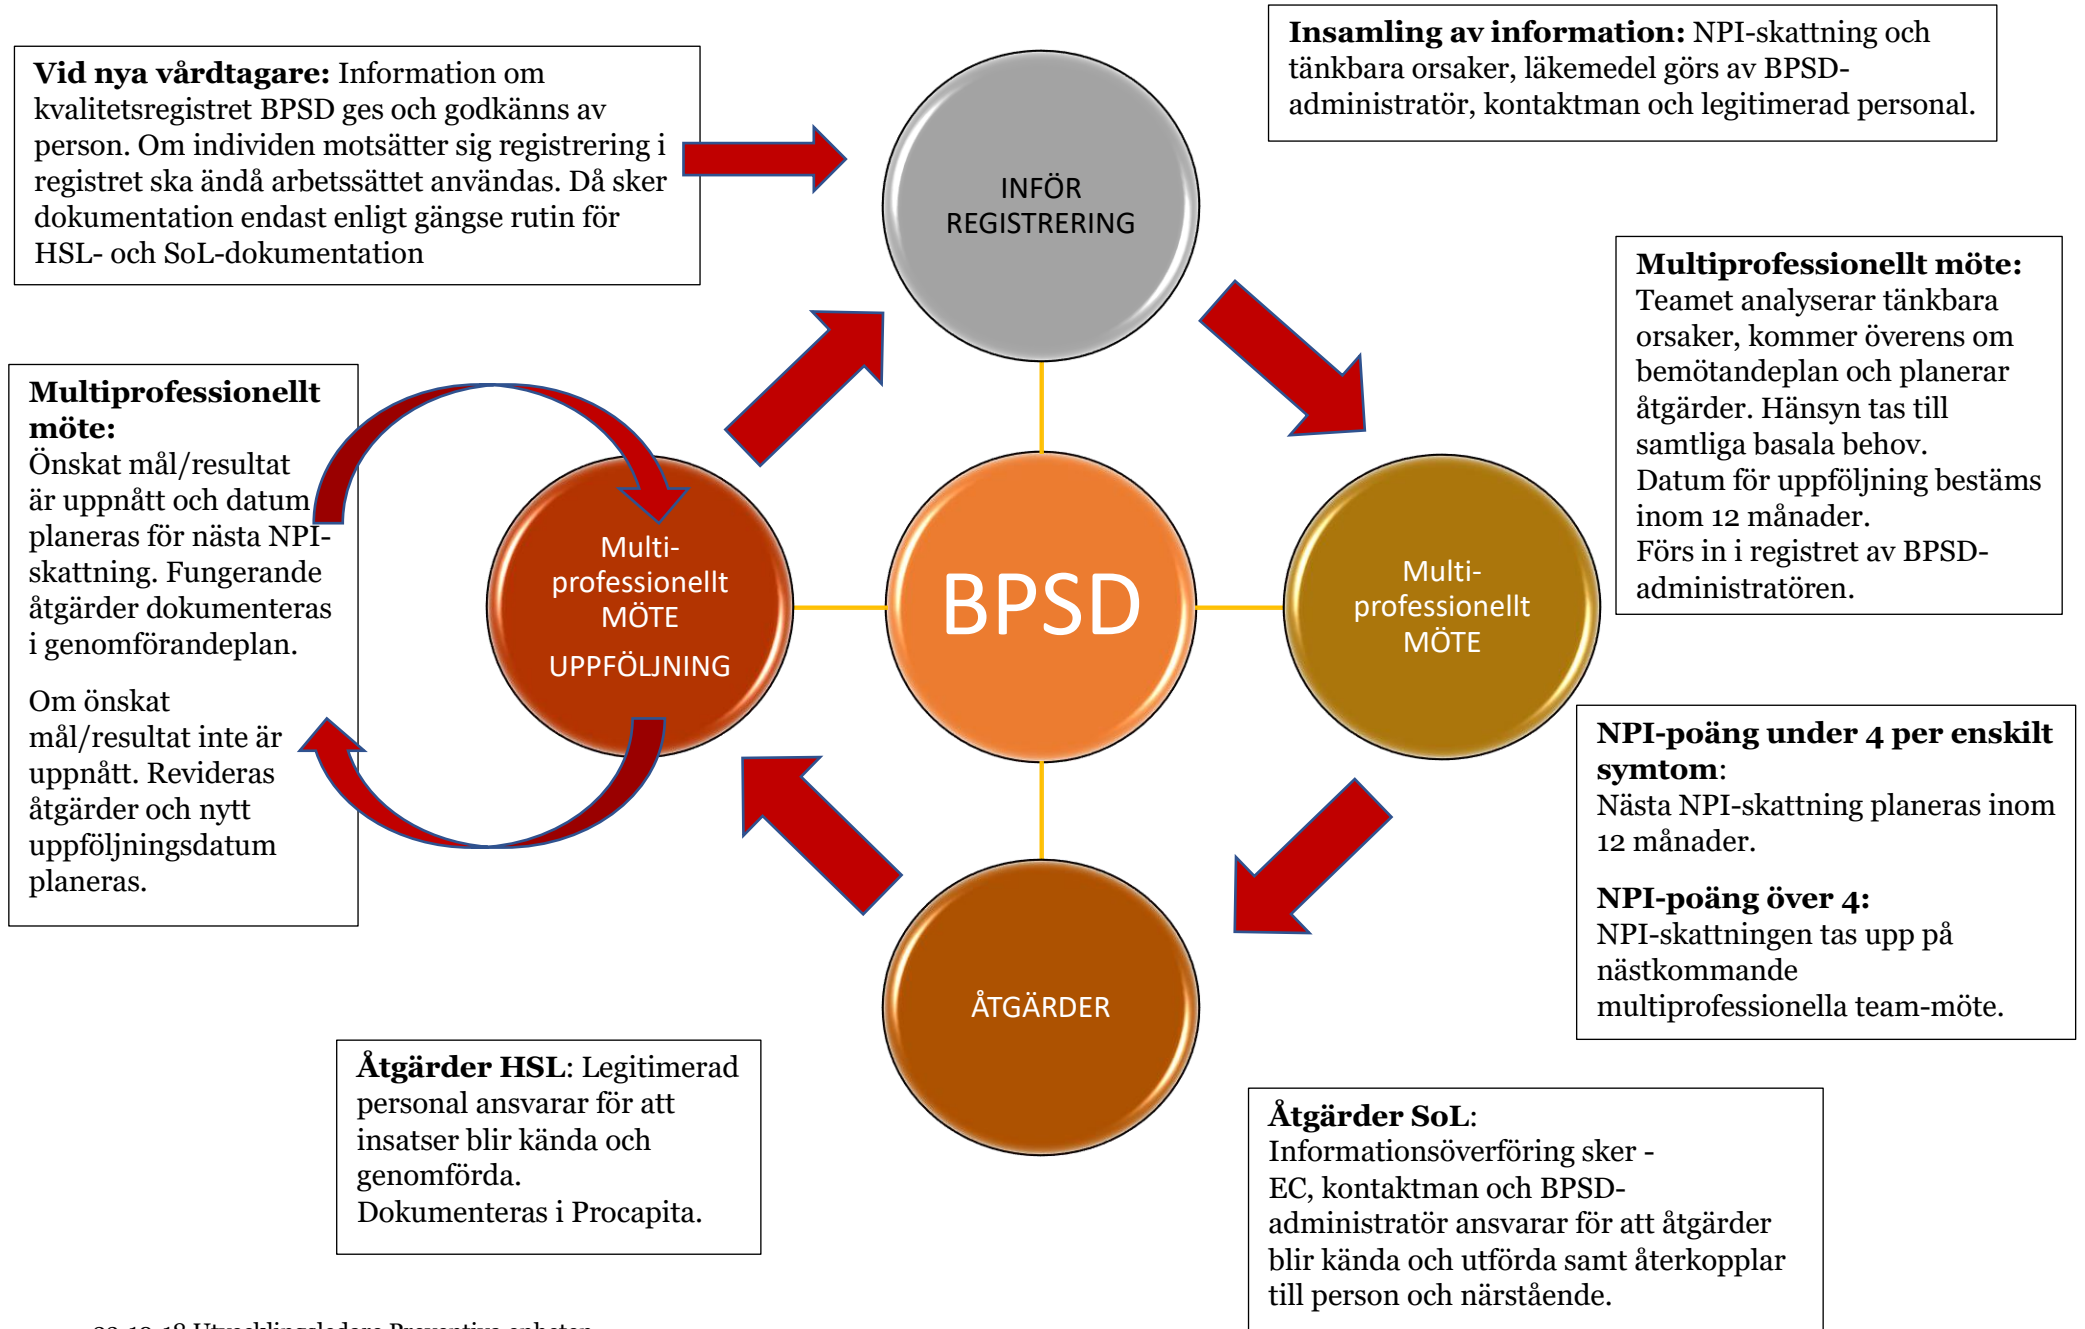 Vid nya vårdtagare: Information om
kvalitetsregistret BPSD ges och godkänns av
person. Om individen motsätter sig registrering i
registret ska ändå arbetssättet användas. Då sker
dokumentation endast enligt gängse rutin för
HSL- och SoL-dokumentation
INFÖR
REGISTRERING
Insamling av information: NPI-skattning och
tänkbara orsaker, läkemedel görs av BPSD-
administratör, kontaktman och legitimerad personal.
Multiprofessionellt möte:
Teamet analyserar tänkbara
orsaker, kommer överens om
bemötandeplan och planerar
åtgärder. Hänsyn tas till
samtliga basala behov.
Datum för uppföljning bestäms
inom 12 månader.
Förs in i registret av BPSD-
administratören.
Multiprofessionellt
möte:
Önskat mål/resultat
är uppnått och datum
planeras för nästa NPI-
skattning. Fungerande
åtgärder dokumenteras
i genomförandeplan.
Om önskat
mål/resultat inte är
uppnått. Revideras
åtgärder och nytt
uppföljningsdatum
planeras.
Multi-
professionellt
MÖTE
UPPFÖLJNING
BPSD
Multi-
professionellt
MÖTE
NPI-poäng under 4 per enskilt
symtom:
Nästa NPI-skattning planeras inom
12 månader.
NPI-poäng över 4:
NPI-skattningen tas upp på
nästkommande
multiprofessionella team-möte.
ÅTGÄRDER
Åtgärder HSL: Legitimerad
personal ansvarar för att
insatser blir kända och
genomförda.
Dokumenteras i Procapita.
Åtgärder SoL:
Informationsöverföring sker -
EC, kontaktman och BPSD-
administratör ansvarar för att åtgärder
blir kända och utförda samt återkopplar
till person och närstående.
Utvecklingsledare Preventiva enheten